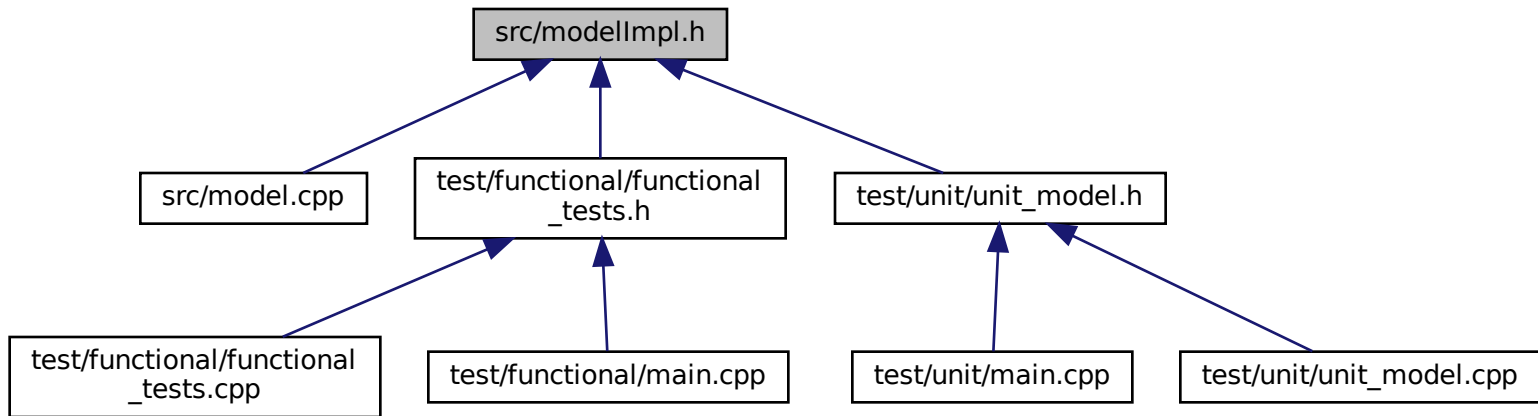 src/modelImpl.h
src/model.cpp
test/functional/functional
_tests.h
test/unit/unit_model.h
test/functional/functional
_tests.cpp
test/functional/main.cpp
test/unit/main.cpp
test/unit/unit_model.cpp